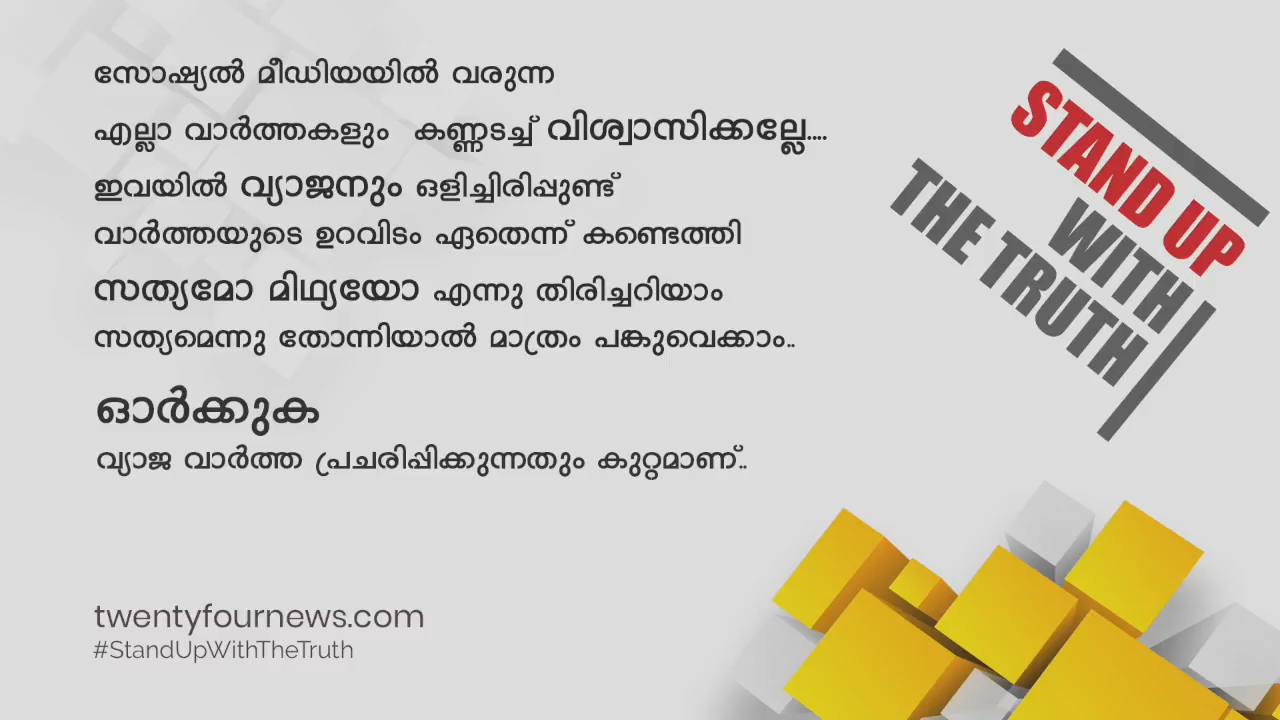 സോഷ്യൽ മീഡിയയിൽ വരുന്ന
എല്ലാ വാർത്തകളും കണ്ണടച്ച് വിശ്വാസിക്കല്ലേ....
ഇവയിൽ വ്യാജനും ഒളിച്ചിരിപ്പുണ്ട്
വാർത്തയുടെ ഉറവിടം ഏതെന്ന് കണ്ടെത്തി
സത്യമോ മിഥ്യയോ എന്നു തിരിച്ചറിയാം
സത്യമെന്നു തോന്നിയാൽ മാത്രം പങ്കുവെക്കാം..
ഓർക്കുക
വ്യാജ വാർത്ത പ്രചരിപ്പിക്കുന്നതും കുറ്റമാണ്..
twentyfournews.com
#StandUpWithTheTruth
STAND UP
WITH
THE TRUTH